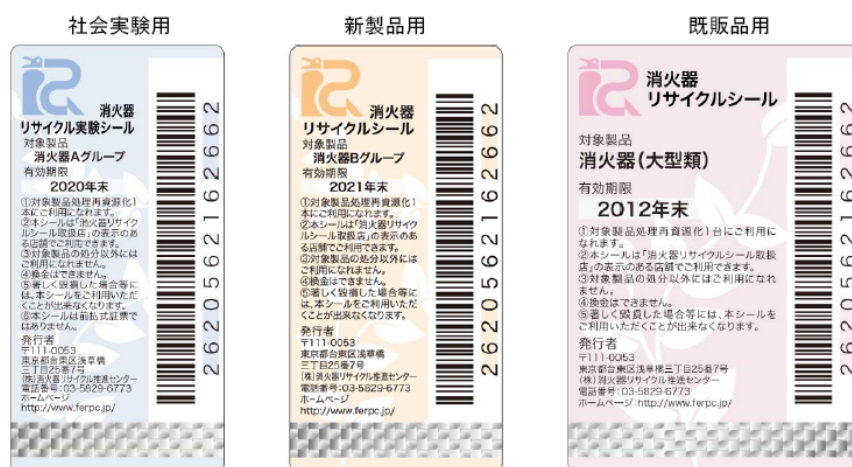 社会実験用
消火器
リサイクル実験シール
対象製品
消火器Aグループ
有効期限
2020年末
①対象製品処理再資源化1
本にご利用になれます。
②本シールは「消火器リサイク
ルシール取扱店」の表示のあ
る店舗でご利用できます。
③対象製品の処分以外には
ご利用になれません。
④換金はできません。
⑤著しく毀損した場合等に
は、本シールをご利用いただ
くことが出来なくなります。
⑥本シールは前払式証票で
はありません。
発行者
〒111-0053
東京都台東区浅草橋
三丁目25番7号
(株)消火器リサイクル推進センター
電話番号:03-5829-6773
ホームページ
http://www.ferpc.jp/
2620562162662
新製品用
消火器
リサイクルシール
対象製品
消火器Bグループ
有効期限
2021年末
①対象製品処理再資源化1
本にご利用になれます。
②本シールは「消火器リサイク
ルシール取扱店」の表示のあ
る店舗でご利用できます。
③対象製品の処分以外には
ご利用になれません。
④換金はできません。
⑤著しく毀損した場合等に
は、本シールをご利用いただ
くことが出来なくなります。
発行者
〒111-0053
東京都台東区浅草橋
三丁目25番7号
(株)消火器リサイクル推進センター
電話番号:03-5829-6773
ホームページ
http://www.ferpc.jp/
2620562162662
既販品用
消火器
リサイクルシール
対象製品
消火器(大型類)
有効期限
2012年末
①対象製品処理再資源化1台にご利用に
なれます。
②本シールは「消火器リサイクルシール取扱
店」の表示のある店舗でご利用できます。
③対象製品の処分以外にはご利用になれ
ません。
④換金はできません。
⑤著しく毀損した場合等には、本シールを
ご利用いただくことが出来なくなります。
発行者
〒111-0053
東京都台東区浅草橋三丁目25番7号
(株)消火器リサイクル推進センター
電話番号:03-5829-6773
ホームページ:http://www.ferpc.jp/
2620562162662